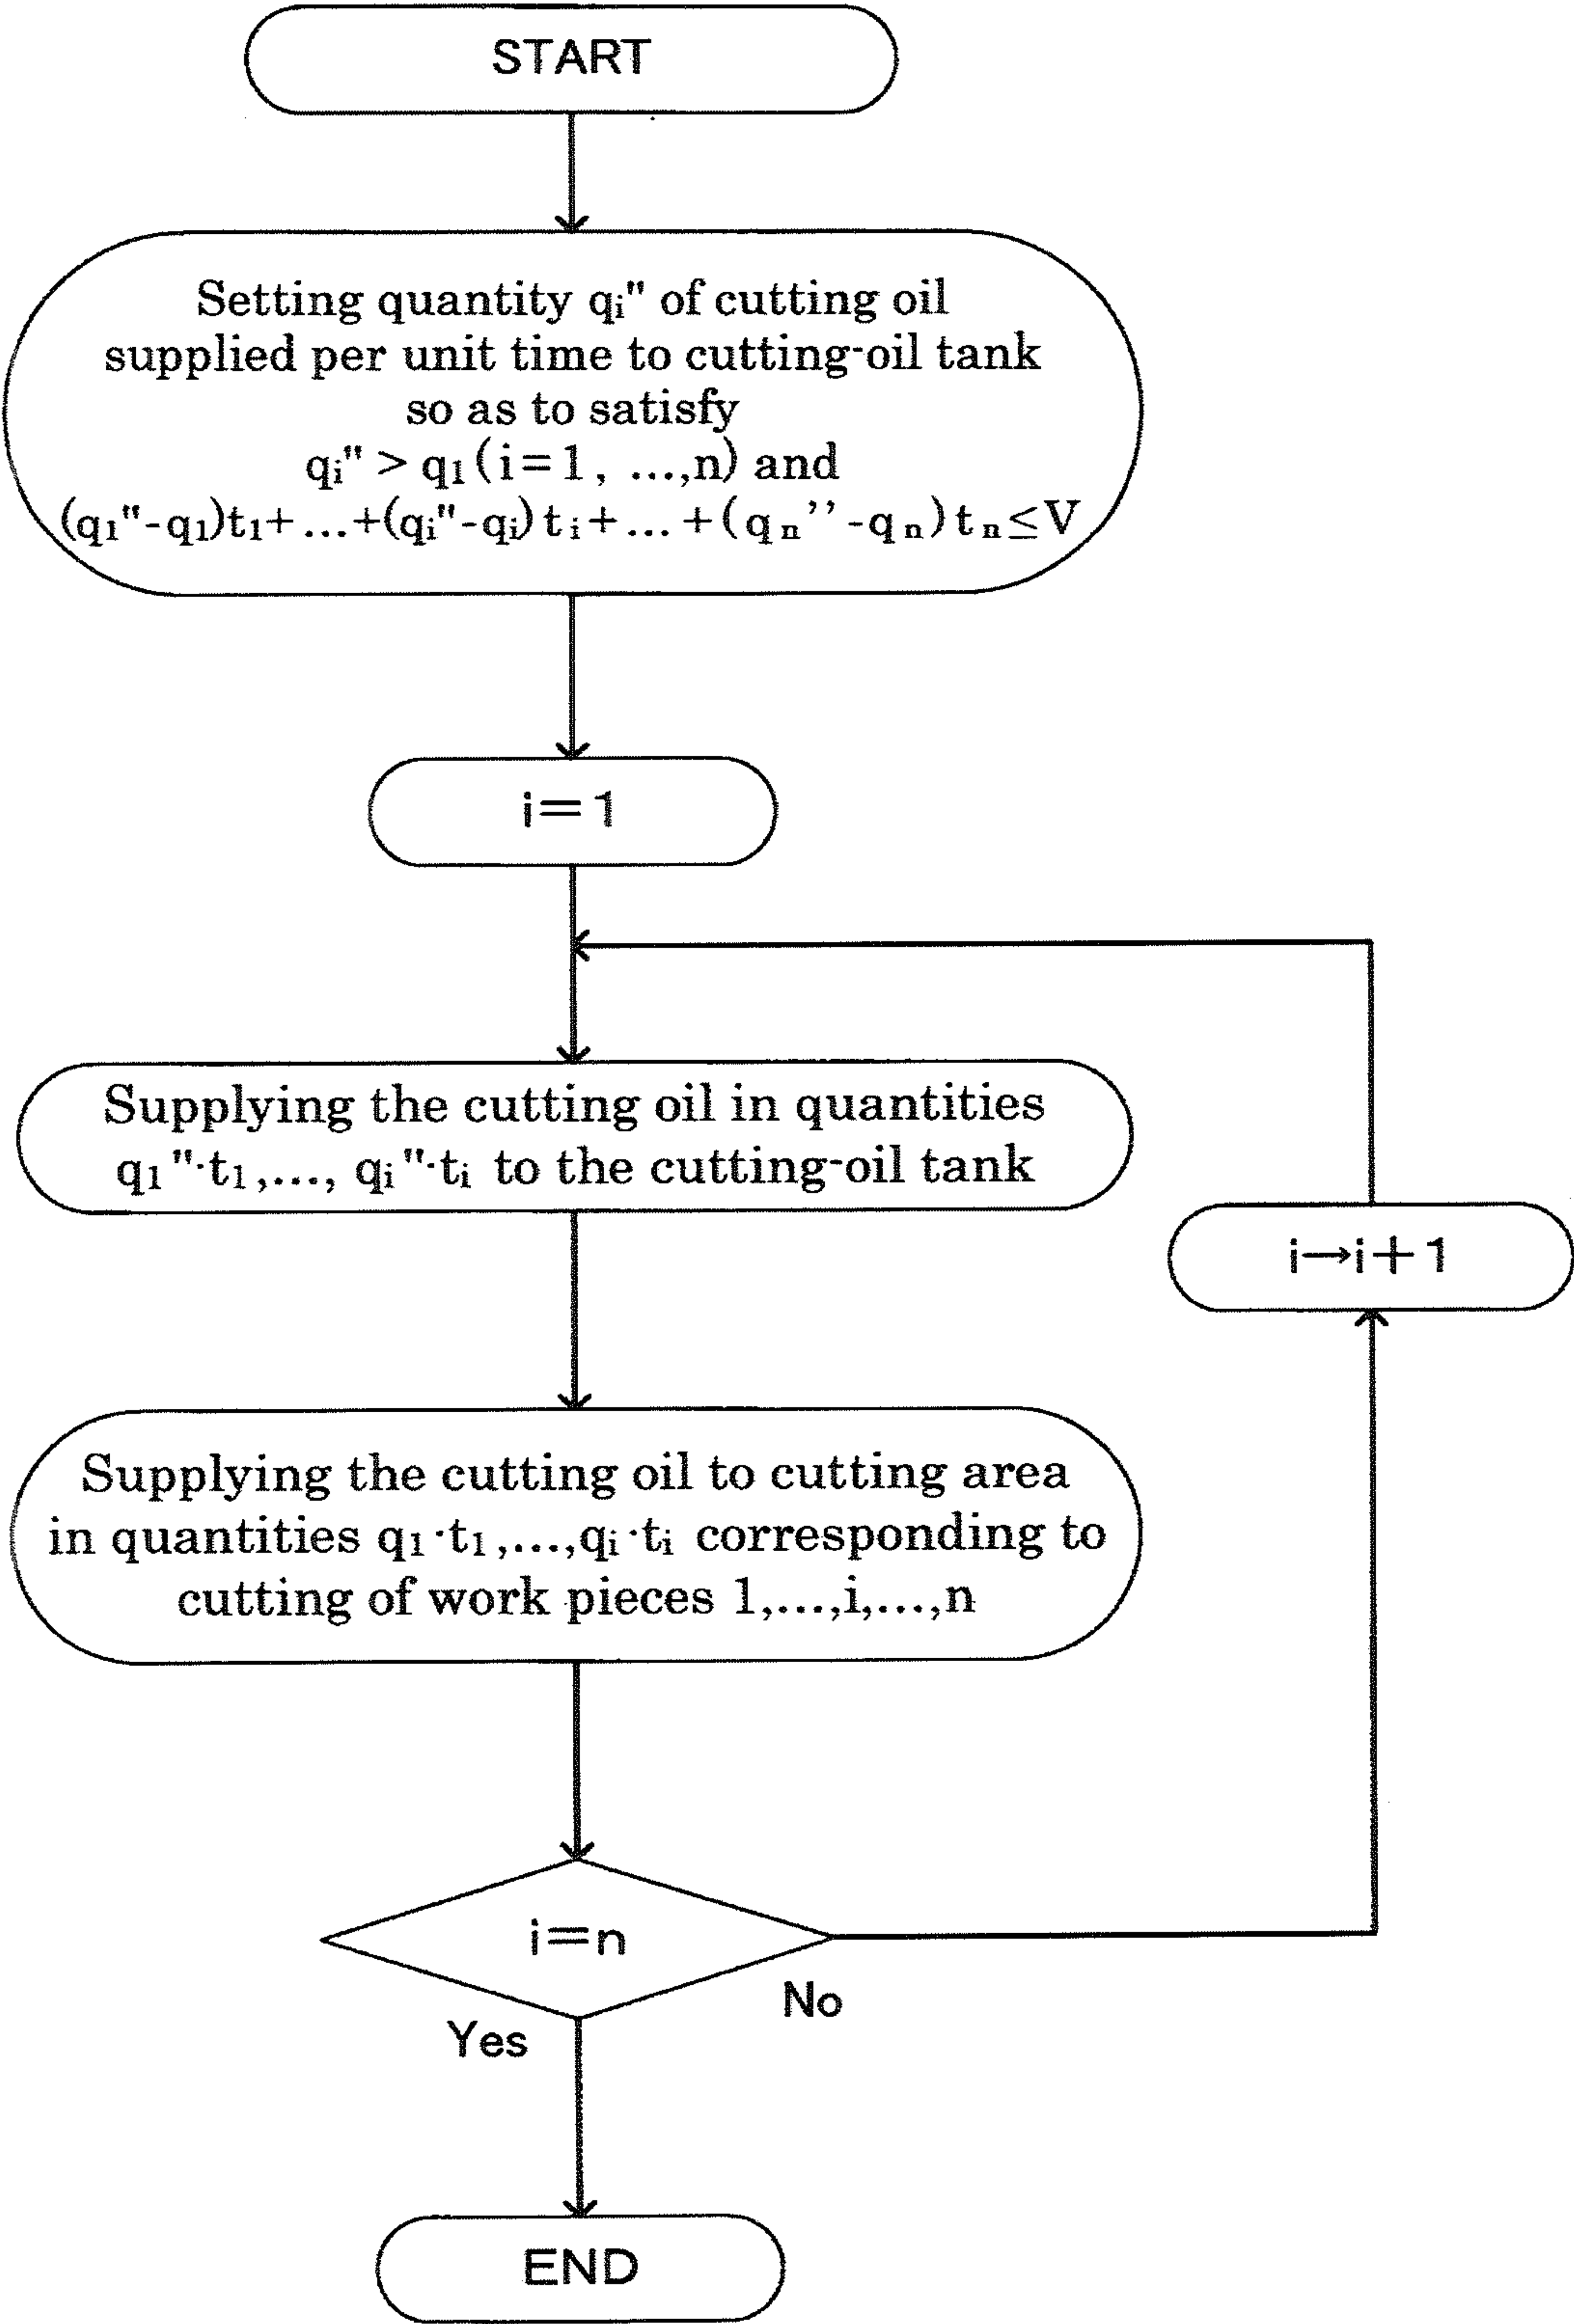 START
Setting quantity qi" of cutting oil
supplied per unit time to cutting-oil tank
so as to satisfy
qi" > q1 (i=1, ...,n) and
(q1"-q1)t1+...+(qi"-qi)ti+...+(qn’’-qn)tn≤V
i=1
Supplying the cutting oil in quantities
q1"·t1,..., qi"·ti to the cutting-oil tank
i→i+1
Supplying the cutting oil to cutting area
in quantities q1·t1,...,qi·ti corresponding to
cutting of work pieces 1,...,i,...,n
i=n
No
Yes
END